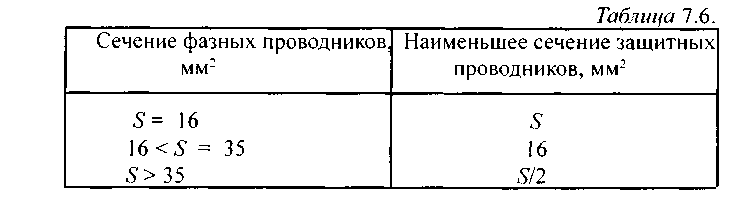 Таблица 7.6.
Сечение фазных проводников, мм²
Наименьшее сечение защитных проводников, мм²
S = 16
S
16 < S = 35
16
S > 35
S/2